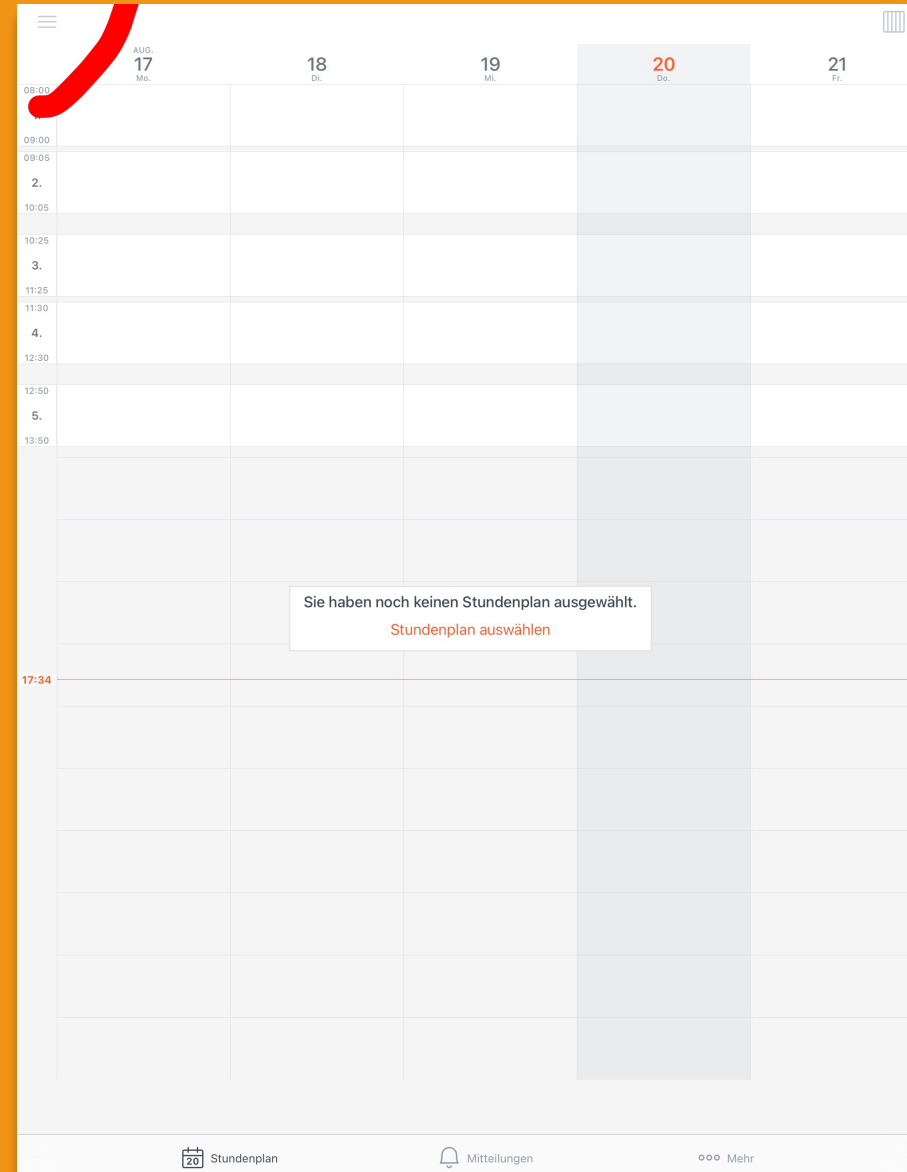 AUG.
17 18 19 20 21
Mo. Di. Mi. Do. Fr.
08:00
09:00
09:05
2.
10:05
10:25
3.
11:25
11:30
4.
12:30
12:50
5.
13:50
Sie haben noch keinen Stundenplan ausgewählt.
Stundenplan auswählen
17:34
20 Stundenplan Mitteilungen Mehr